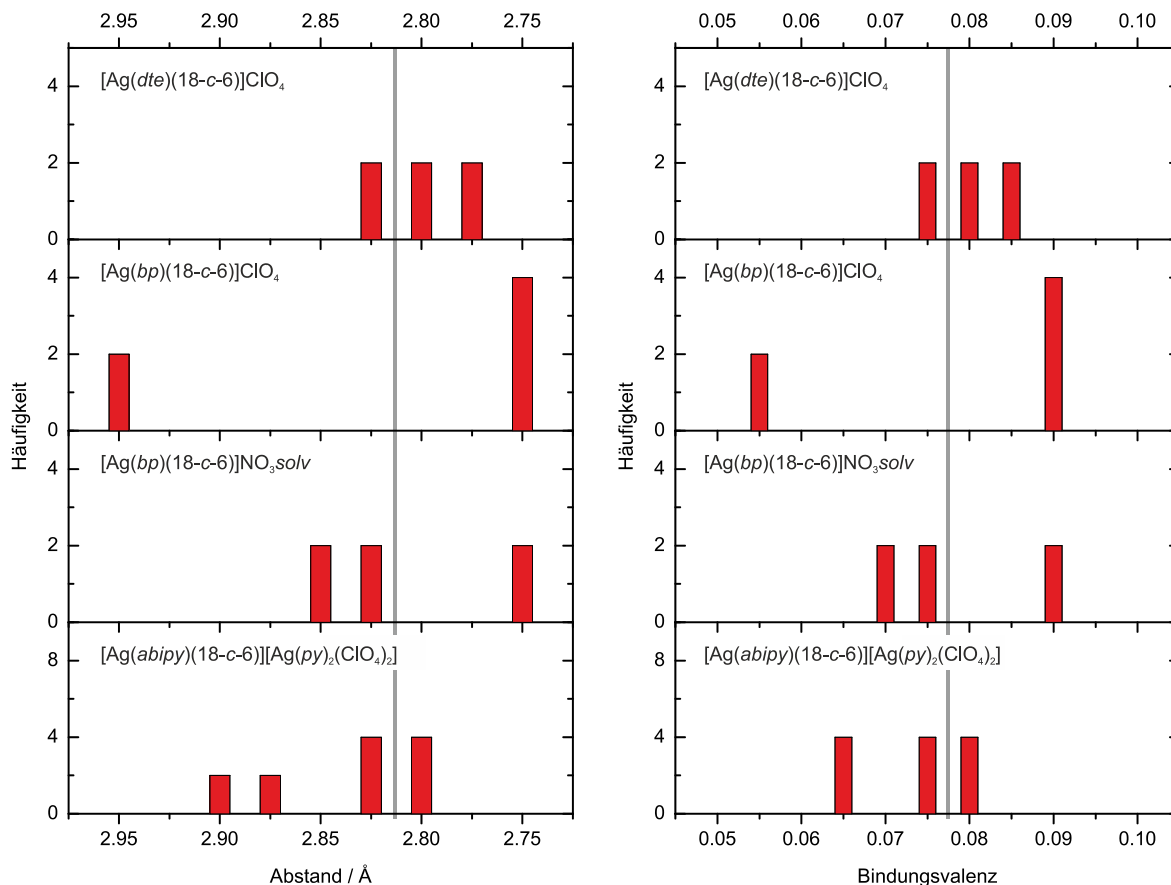 2.95 2.90 2.85 2.80 2.75
[Ag(dte)(18-c-6)]ClO₄
4
2
0
[Ag(bp)(18-c-6)]ClO₄
4
2
0
[Ag(bp)(18-c-6)]NO₃solv
4
2
0
[Ag(abipy)(18-c-6)][Ag(py)₂(ClO₄)₂]
8
4
0
Häufigkeit
2.95 2.90 2.85 2.80 2.75
Abstand / Å
0.05 0.06 0.07 0.08 0.09 0.10
[Ag(dte)(18-c-6)]ClO₄
4
2
0
[Ag(bp)(18-c-6)]ClO₄
4
2
0
[Ag(bp)(18-c-6)]NO₃solv
4
2
0
[Ag(abipy)(18-c-6)][Ag(py)₂(ClO₄)₂]
8
4
0
Häufigkeit
0.05 0.06 0.07 0.08 0.09 0.10
Bindungsvalenz